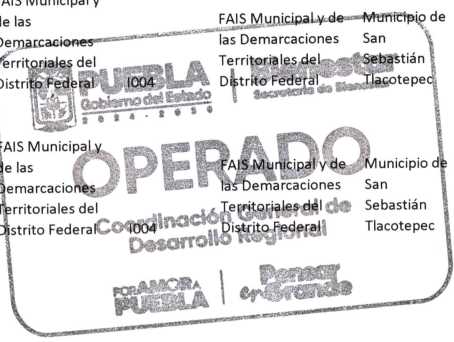 FAIS Municipal y
de las
Demarcaciones
Territoriales del
Distrito Federal I004
FAIS Municipal y de
las Demarcaciones
Territoriales del
Distrito Federal
Municipio de
San
Sebastián
Tlacotepec
PUEBLA
Gobierno del Estado
2024 - 2030
Bienestar
Secretaría de Bienestar
OPERADO
FAIS Municipal y
de las
Demarcaciones
Territoriales del
Distrito Federal I004
FAIS Municipal y de
las Demarcaciones
Territoriales del
Distrito Federal
Municipio de
San
Sebastián
Tlacotepec
Coordinación General de
Desarrollo Regional
POR AMOR A
PUEBLA
Pensar
en Grande